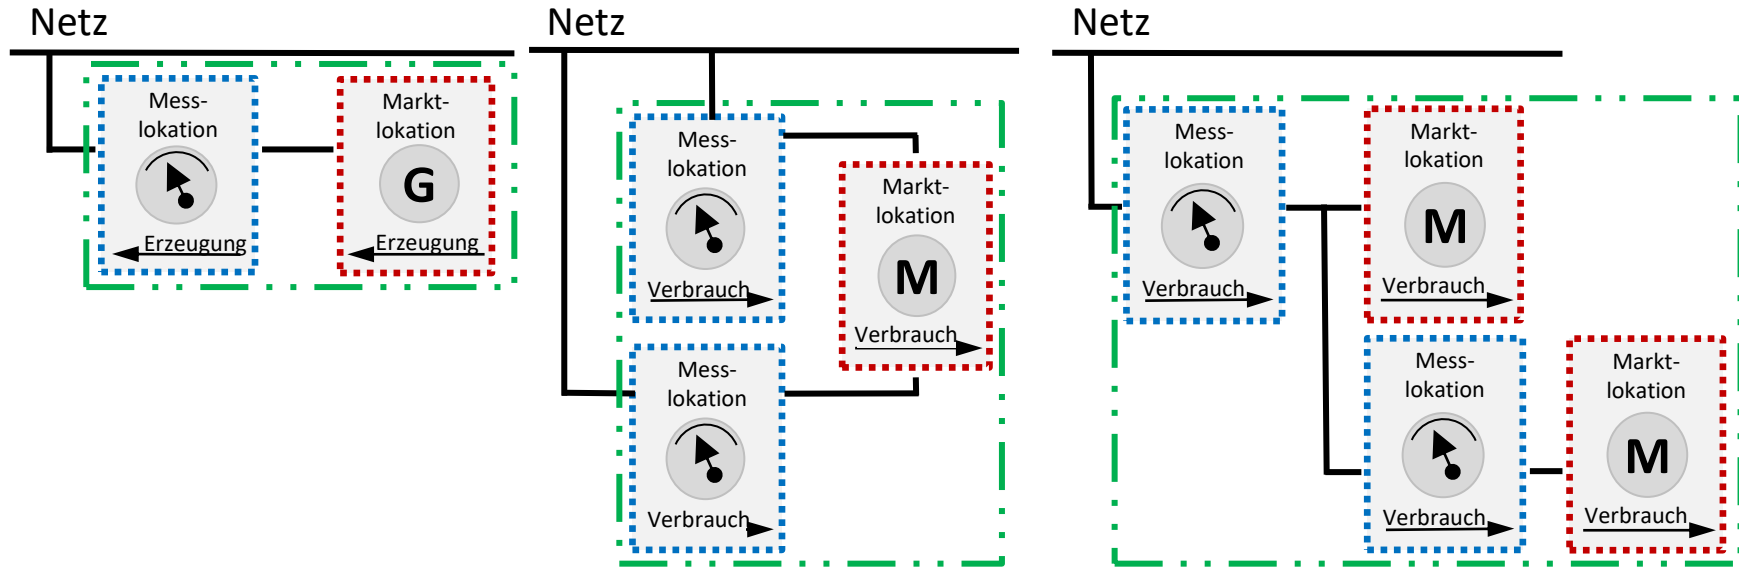 Netz
Mess-
lokation
Erzeugung
Markt-
lokation
G
Erzeugung
Netz
Mess-
lokation
Verbrauch
Markt-
lokation
M
Verbrauch
Mess-
lokation
Verbrauch
Netz
Mess-
lokation
Verbrauch
Markt-
lokation
M
Verbrauch
Mess-
lokation
Verbrauch
Markt-
lokation
M
Verbrauch